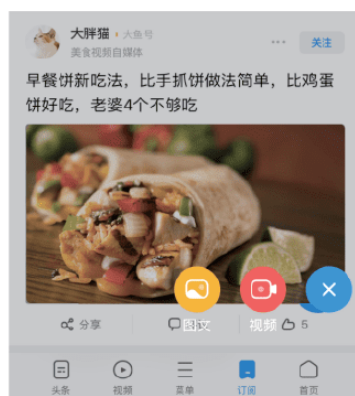 大胖猫 大鱼号
美食视频自媒体
关注
早餐饼新吃法，比手抓饼做法简单，比鸡蛋
饼好吃，老婆4个不够吃
分享
图文
视频
5
头条
视频
菜单
订阅
首页